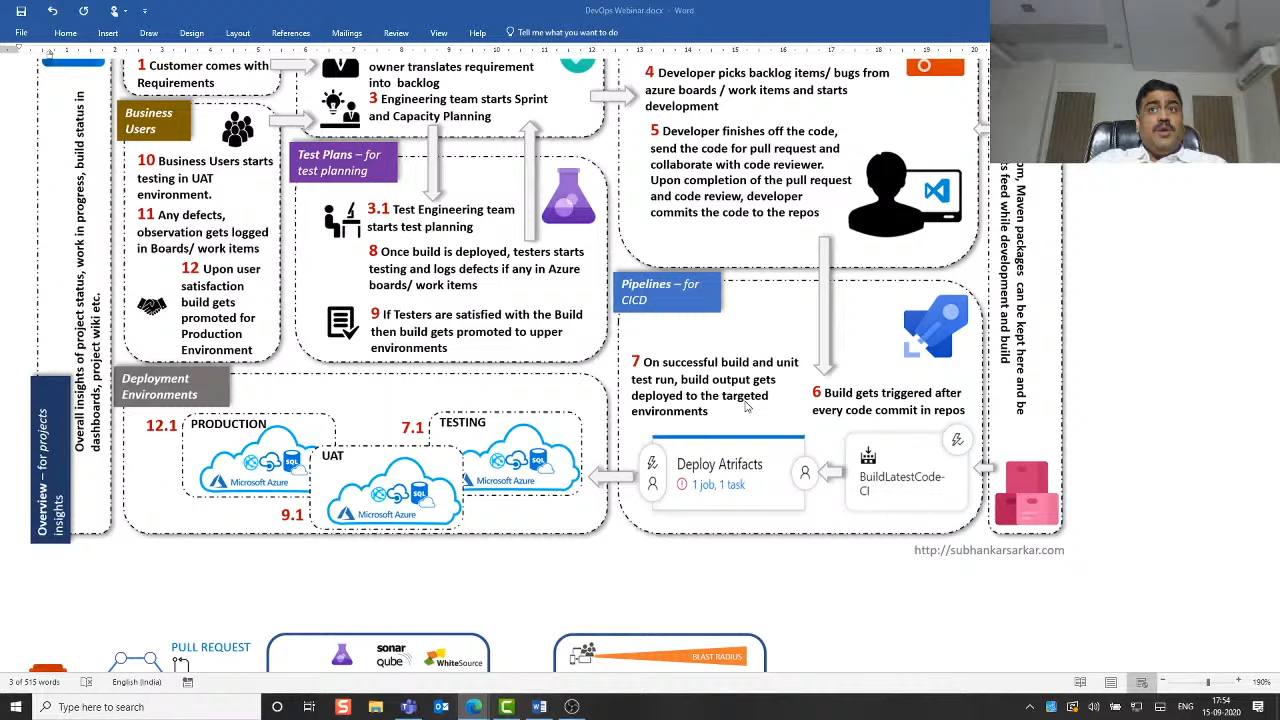 DevOps Webinar.docx - Word
File Home Insert Draw Design Layout References Mailings Review View Help Tell me what you want to do
1 Customer comes with
Requirements
owner translates requirement
into backlog
3 Engineering team starts Sprint
and Capacity Planning
4 Developer picks backlog items/ bugs from
azure boards / work items and starts
development
5 Developer finishes off the code,
send the code for pull request and
collaborate with code reviewer.
Upon completion of the pull request
and code review, developer
commits the code to the repos
Business
Users
10 Business Users starts
testing in UAT
environment.
11 Any defects,
observation gets logged
in Boards/ work items
12 Upon user
satisfaction
build gets
promoted for
Production
Environment
Test Plans – for
test planning
3.1 Test Engineering team
starts test planning
8 Once build is deployed, testers starts
testing and logs defects if any in Azure
boards/ work items
9 If Testers are satisfied with the Build
then build gets promoted to upper
environments
Pipelines – for
CICD
7 On successful build and unit
test run, build output gets
deployed to the targeted
environments
6 Build gets triggered after
every code commit in repos
Deploy Atrifacts
1 job, 1 task
BuildLatestCode-
CI
Deployment
Environments
12.1 PRODUCTION
SQL
Microsoft Azure
7.1 TESTING
SQL
UAT
SQL
Microsoft Azure
9.1
Overview – for projects
insights
Overall insights of project status, work in progress, build status in
dashboards, project wiki etc.
om, Maven packages can be kept here and be
s feed while development and build
http://subhankarsarkar.com
PULL REQUEST
sonar
qube
WhiteSource
BLAST RADIUS
3 of 515 words English (India) 190%
Type here to search
ENG
17:54
15-09-2020